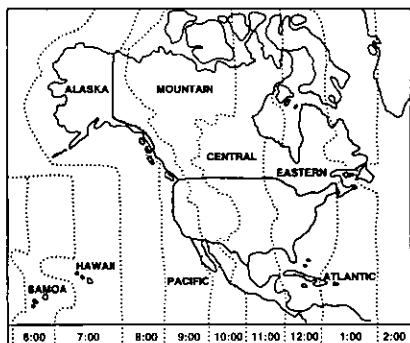 ALASKA MOUNTAIN
CENTRAL
EASTERN
HAWAII
SAMOA
PACIFIC
ATLANTIC
6:00 7:00 8:00 9:00 10:00 11:00 12:00 1:00 2:00